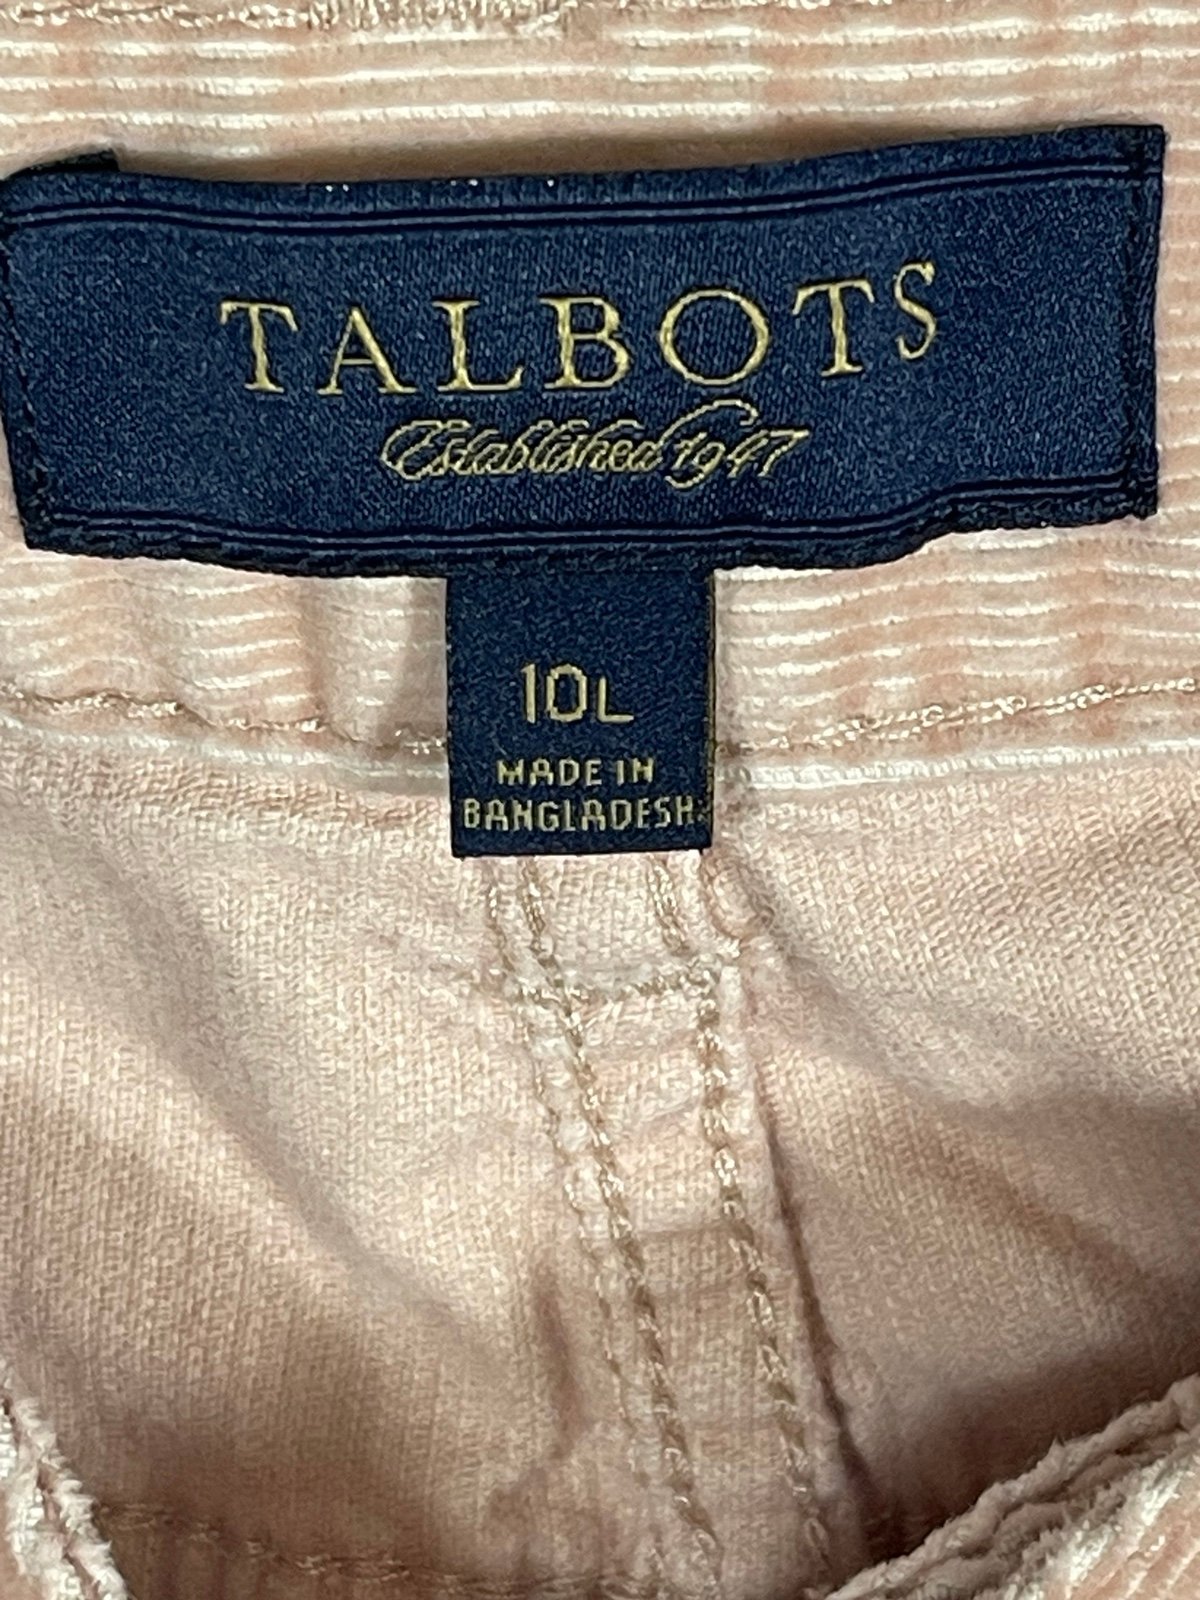 TALBOTS
Established 1947
10L
MADE IN
BANGLADESH